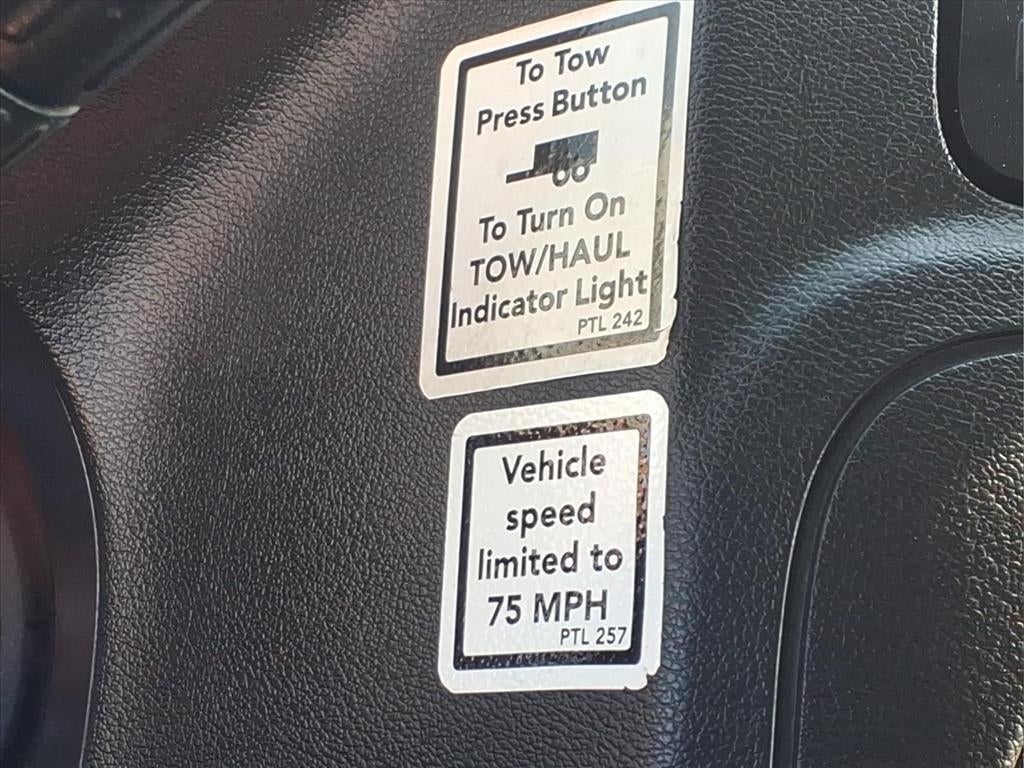 To Tow
Press Button
To Turn On
TOW/HAUL
Indicator Light
PTL 242
Vehicle
speed
limited to
75 MPH
PTL 257